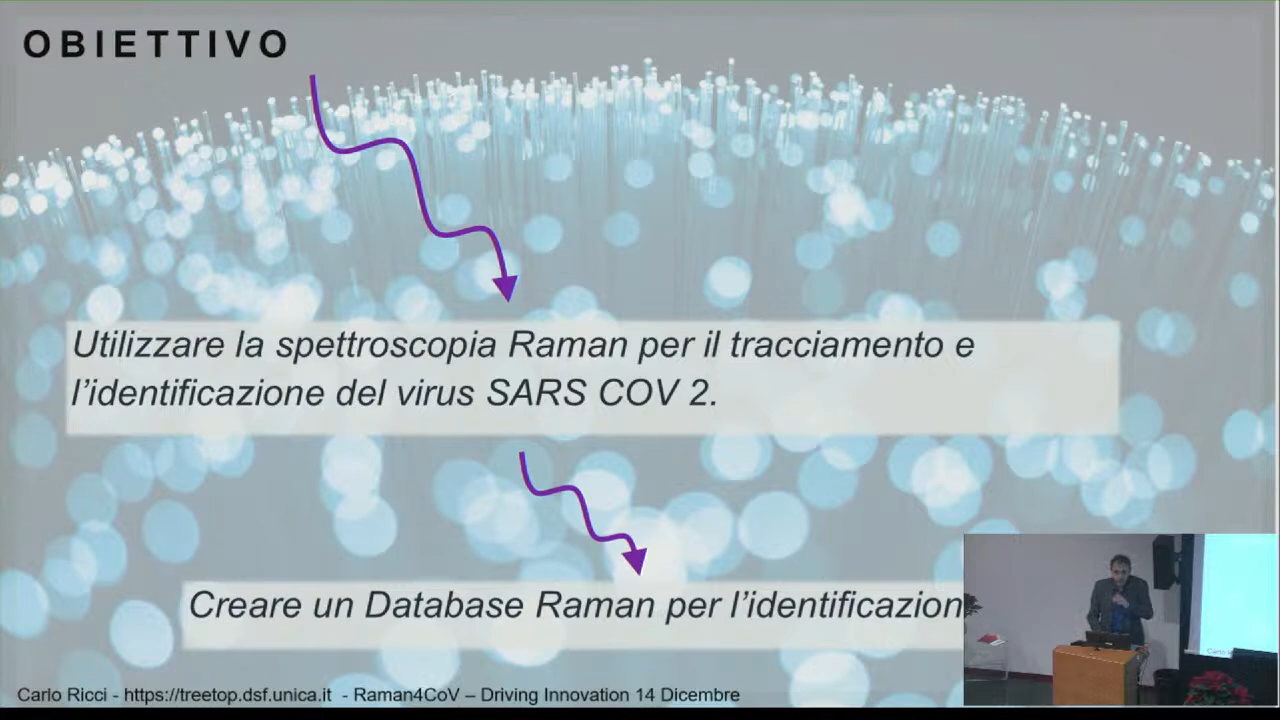 OBIETTIVO
Utilizzare la spettroscopia Raman per il tracciamento e
l’identificazione del virus SARS COV 2.
Creare un Database Raman per l’identificazion
Carlo Ricci - https://treetop.dsf.unica.it - Raman4CoV – Driving Innovation 14 Dicembre